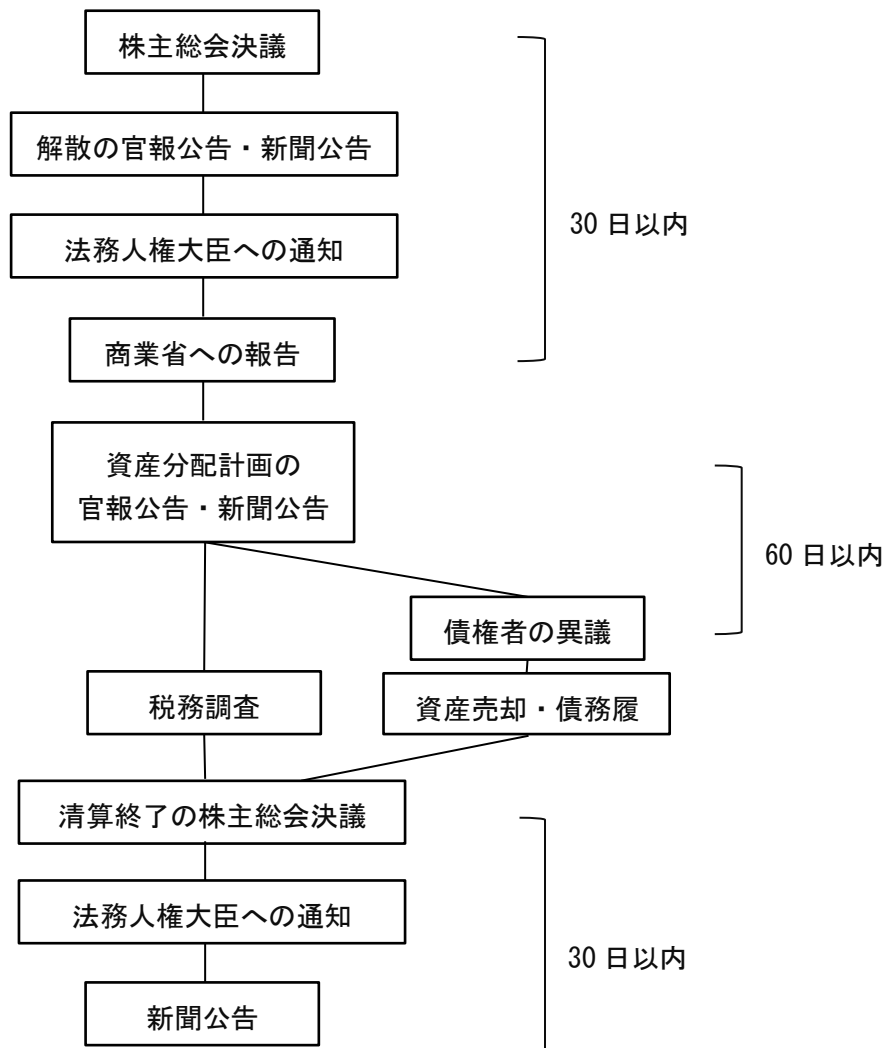 株主総会決議
解散の官報公告・新聞公告
法務人権大臣への通知
30 日以内
商業省への報告
資産分配計画の
官報公告・新聞公告
60 日以内
債権者の異議
税務調査
資産売却・債務履
清算終了の株主総会決議
法務人権大臣への通知
30 日以内
新聞公告